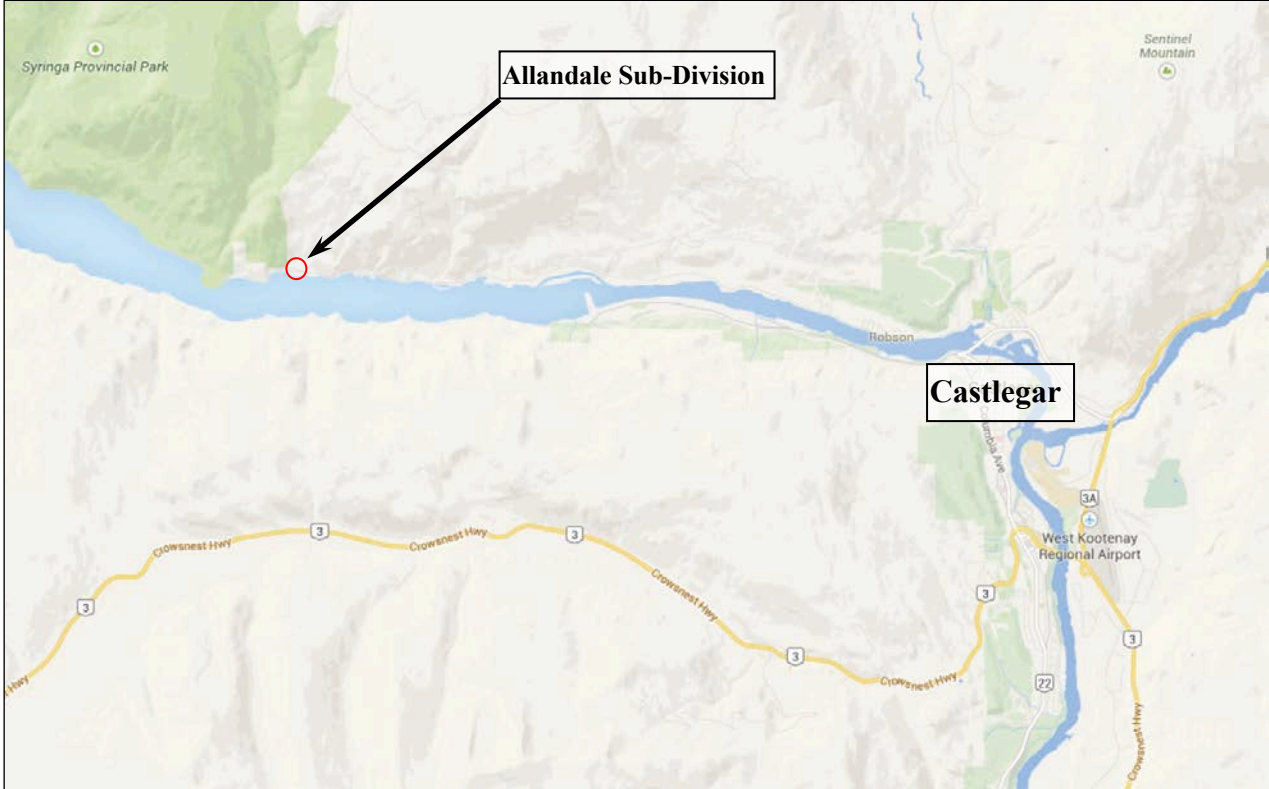 Sentinel
Mountain
Syringa Provincial Park
Allandale Sub-Division
Robson
Castlegar
Columbia Ave
3A
West Kootenay
Regional Airport
3
Crowsnest Hwy
Crowsnest Hwy
3
3
Crowsnest Hwy
3
3
3
3
Crowsnest Hwy
22
Hwy
Crowsnest Hwy